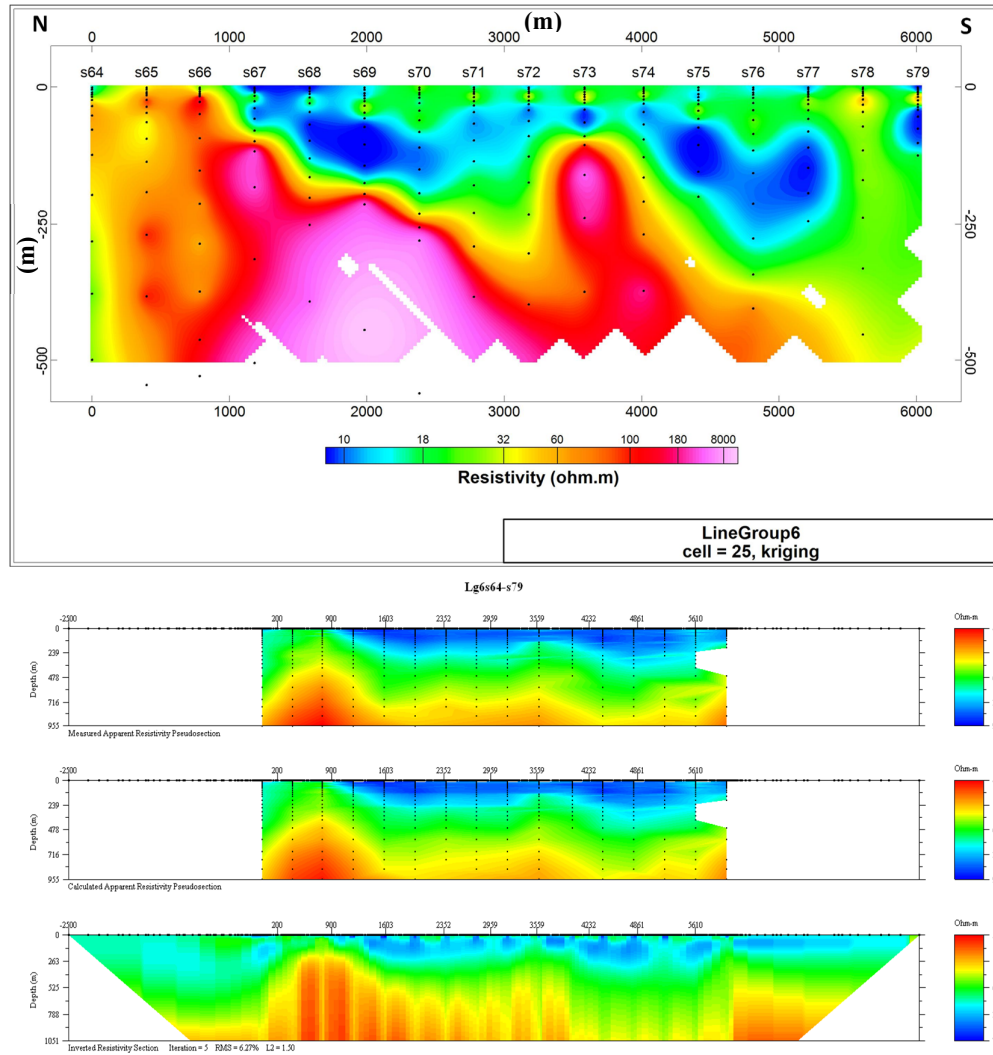 N (m) S
0 1000 2000 3000 4000 5000 6000
s64 s65 s66 s67 s68 s69 s70 s71 s72 s73 s74 s75 s76 s77 s78 s79
0 0
-250 -250
(m)
-500 -500
0 1000 2000 3000 4000 5000 6000
10 18 32 60 100 180 8000
Resistivity (ohm.m)
LineGroup6
cell = 25, kriging
Lg6s64-s79
-2500 200 900 1603 2352 2959 3559 4232 4861 5610 Ohm-m
0
239
478
716
955
Depth (m)
Measured Apparent Resistivity Pseudosection
-2500 200 900 1603 2352 2959 3559 4232 4861 5610 Ohm-m
0
239
478
716
955
Depth (m)
Calculated Apparent Resistivity Pseudosection
-2500 200 900 1603 2352 2959 3559 4232 4861 5610 Ohm-m
0
263
525
788
1051
Depth (m)
Inverted Resistivity Section Iteration = 5 RMS = 6.27% L2 = 1.50